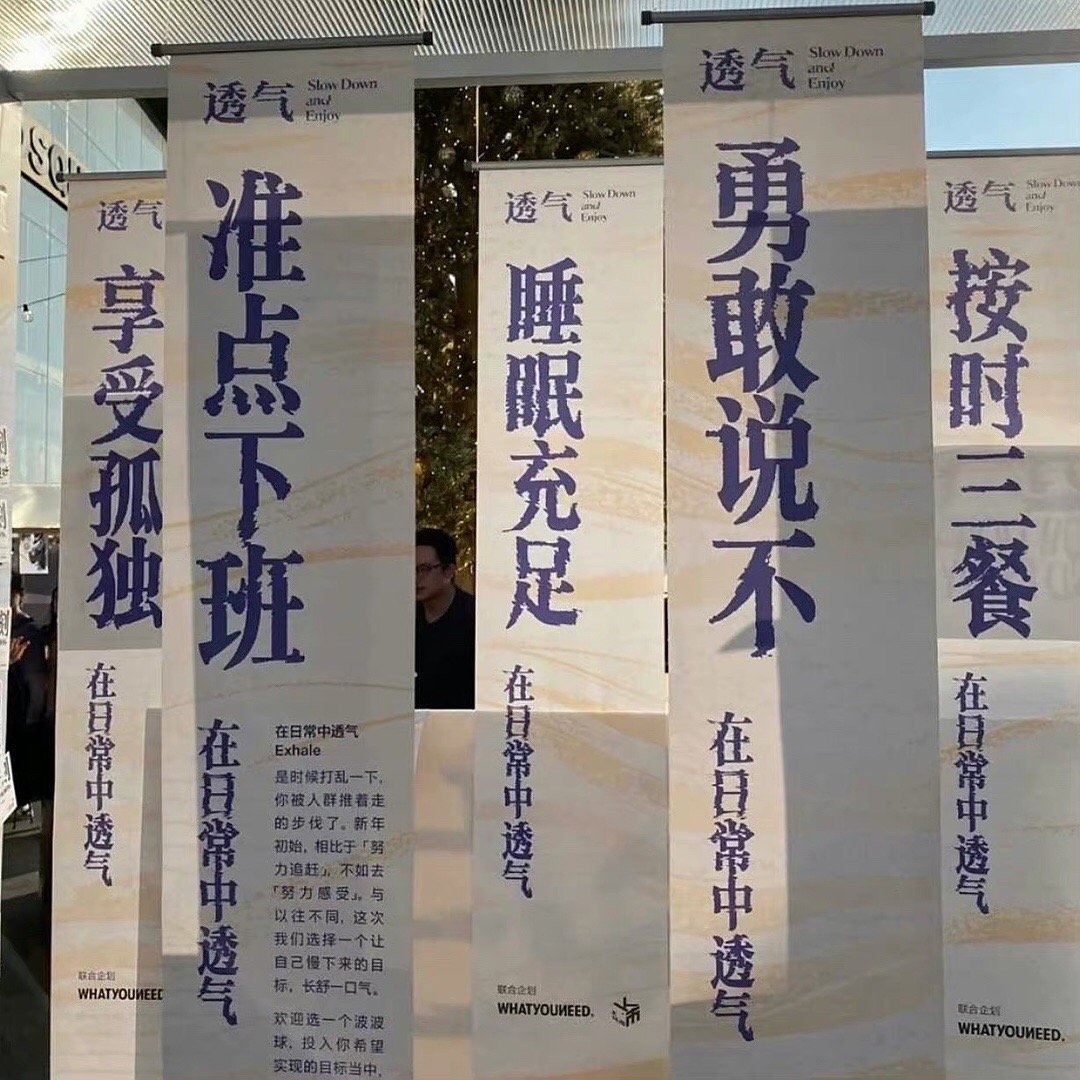 透气
Slow Down
and
Enjoy
享受孤独
在日常中透气
联合企划
WHATYOUNEED
透气
Slow Down
and
Enjoy
准点下班
在日常中透气
在日常中透气
Exhale
是时候打乱一下,
你被人群推着走
的步伐了。新年
初始, 相比于「努
力追赶」, 不如去
「努力感受」。与
以往不同, 这次
我们选择一个让
自己慢下来的目
标, 长舒一口气。
欢迎选一个波波
球, 投入你希望
实现的目标当中,
透气
Slow Down
and
Enjoy
睡眠充足
在日常中透气
联合企划
WHATYOUNEED.
透气
Slow Down
and
Enjoy
勇敢说不
在日常中透气
透气
Slow Down
and
Enjoy
按时三餐
在日常中透气
联合企划
WHATYOUNEED.